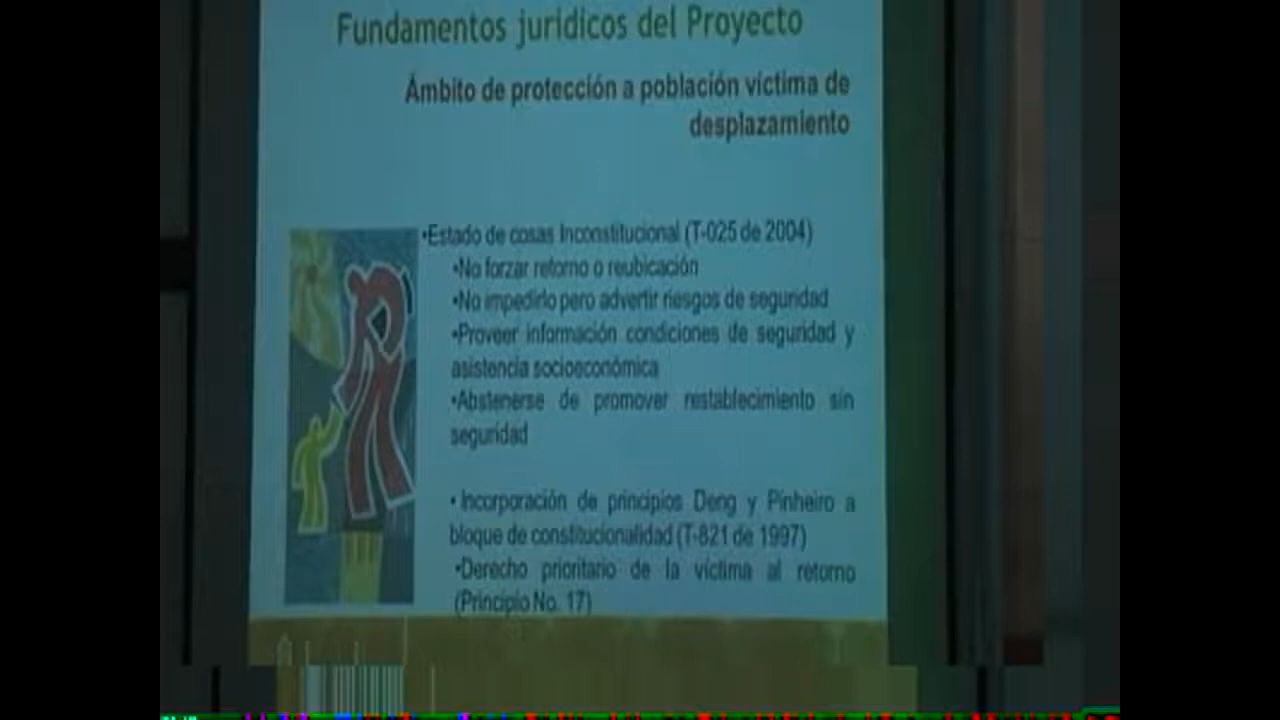 Fundamentos jurídicos del Proyecto
Ámbito de protección a población víctima de
desplazamiento
•Estado de cosas Inconstitucional (T-025 de 2004)
•No forzar retorno o reubicación
•No impedirlo pero advertir riesgos de seguridad
•Proveer información condiciones de seguridad y
asistencia socioeconómica
•Abstenerse de promover restablecimiento sin
seguridad
• Incorporación de principios Deng y Pinheiro a
bloque de constitucionalidad (T-821 de 1997)
•Derecho prioritario de la víctima al retorno
(Principio No. 17)